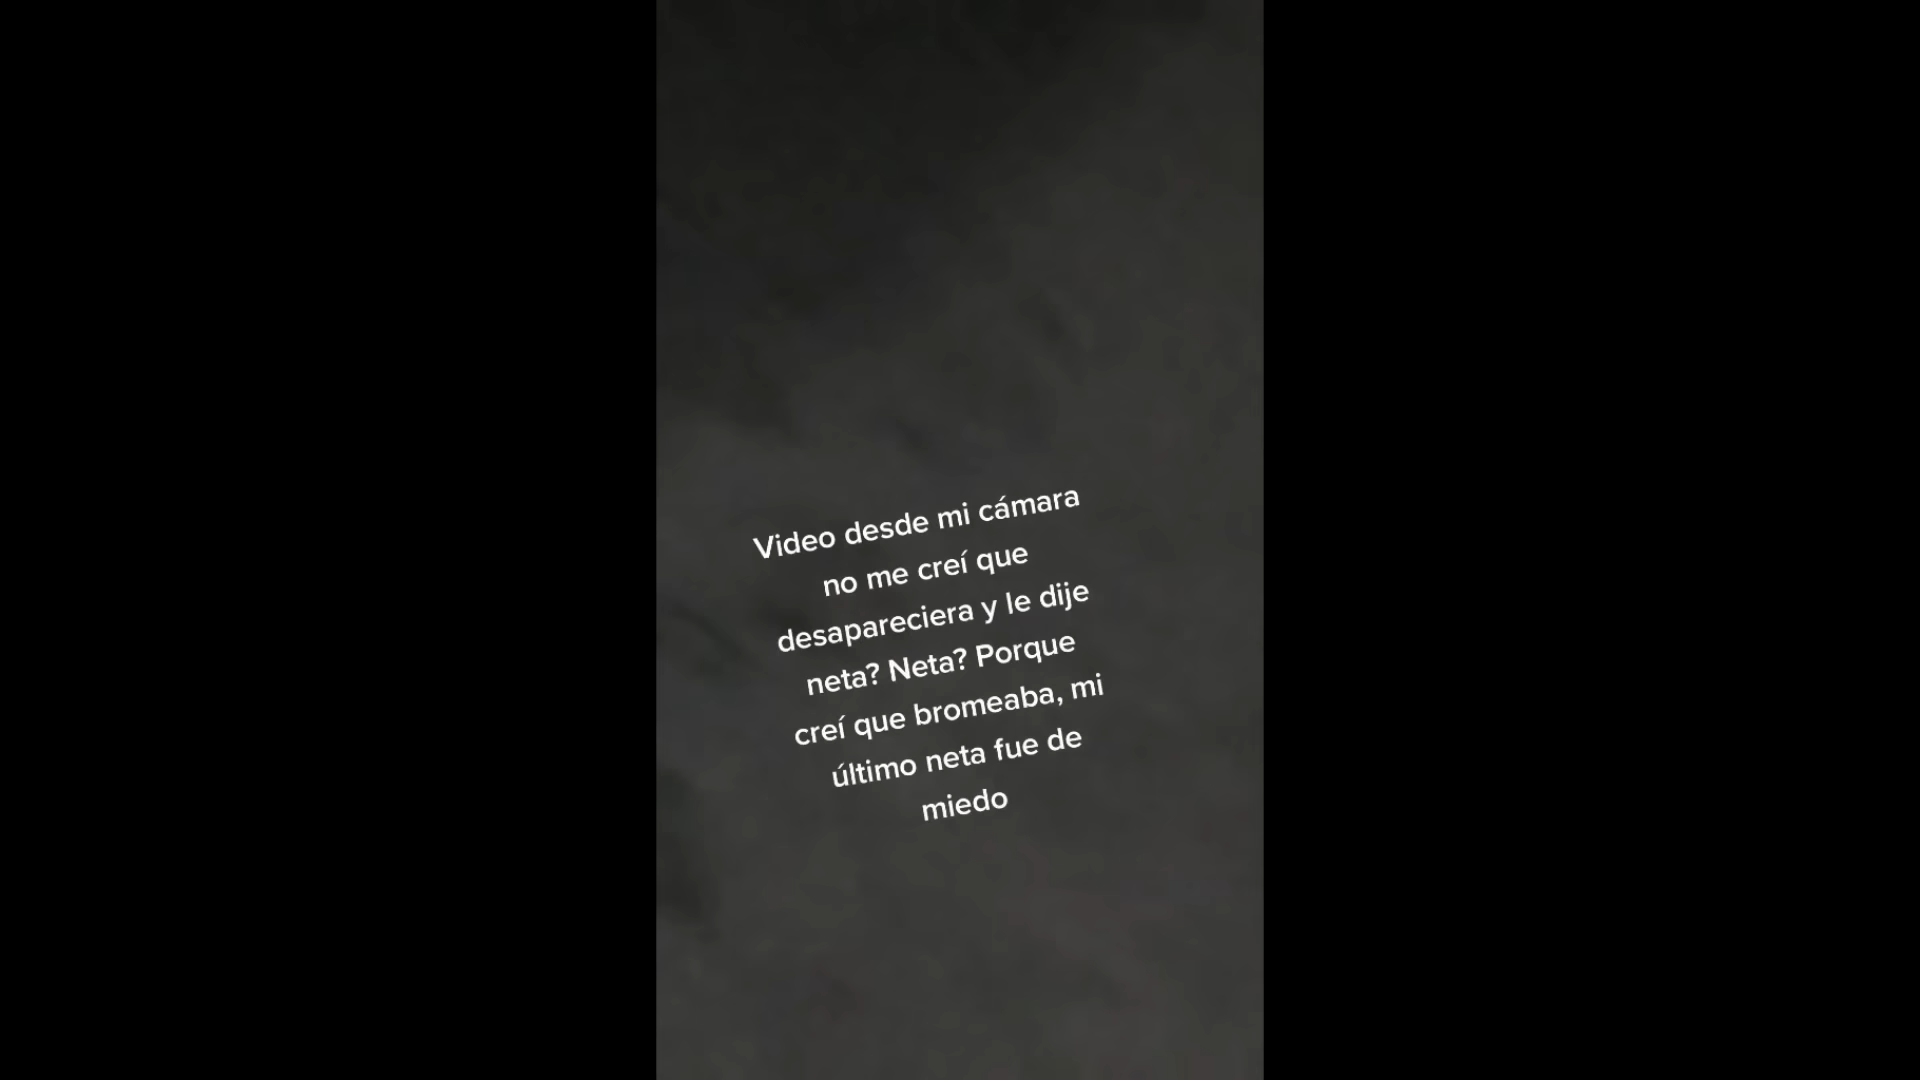 Video desde mi cámara
no me creí que
desapareciera y le dije
neta? Neta? Porque
creí que bromeaba, mi
último neta fue de
miedo